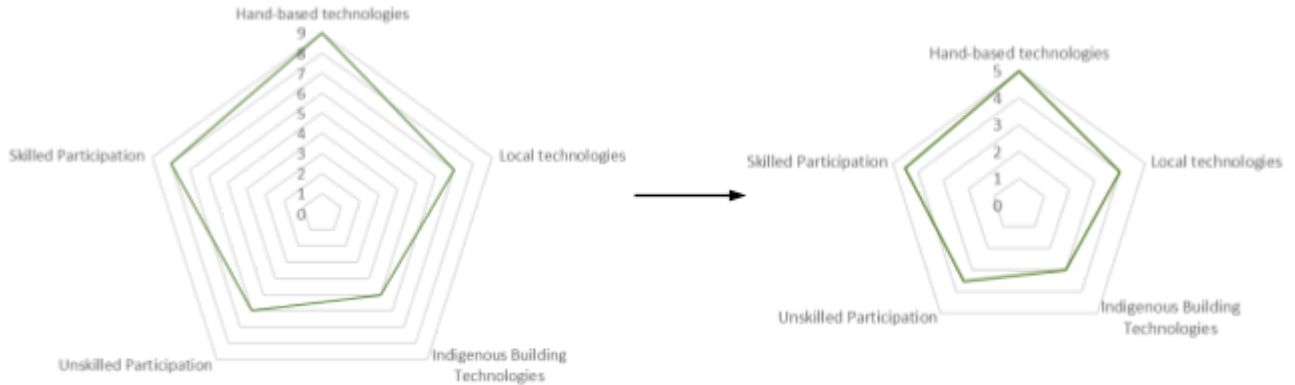 Hand-based technologies
9
8
7
6
5
4
3
2
1
0
Skilled Participation
Local technologies
Unskilled Participation
Indigenous Building
Technologies
Hand-based technologies
5
4
3
2
1
0
Skilled Participation
Local technologies
Unskilled Participation
Indigenous Building
Technologies